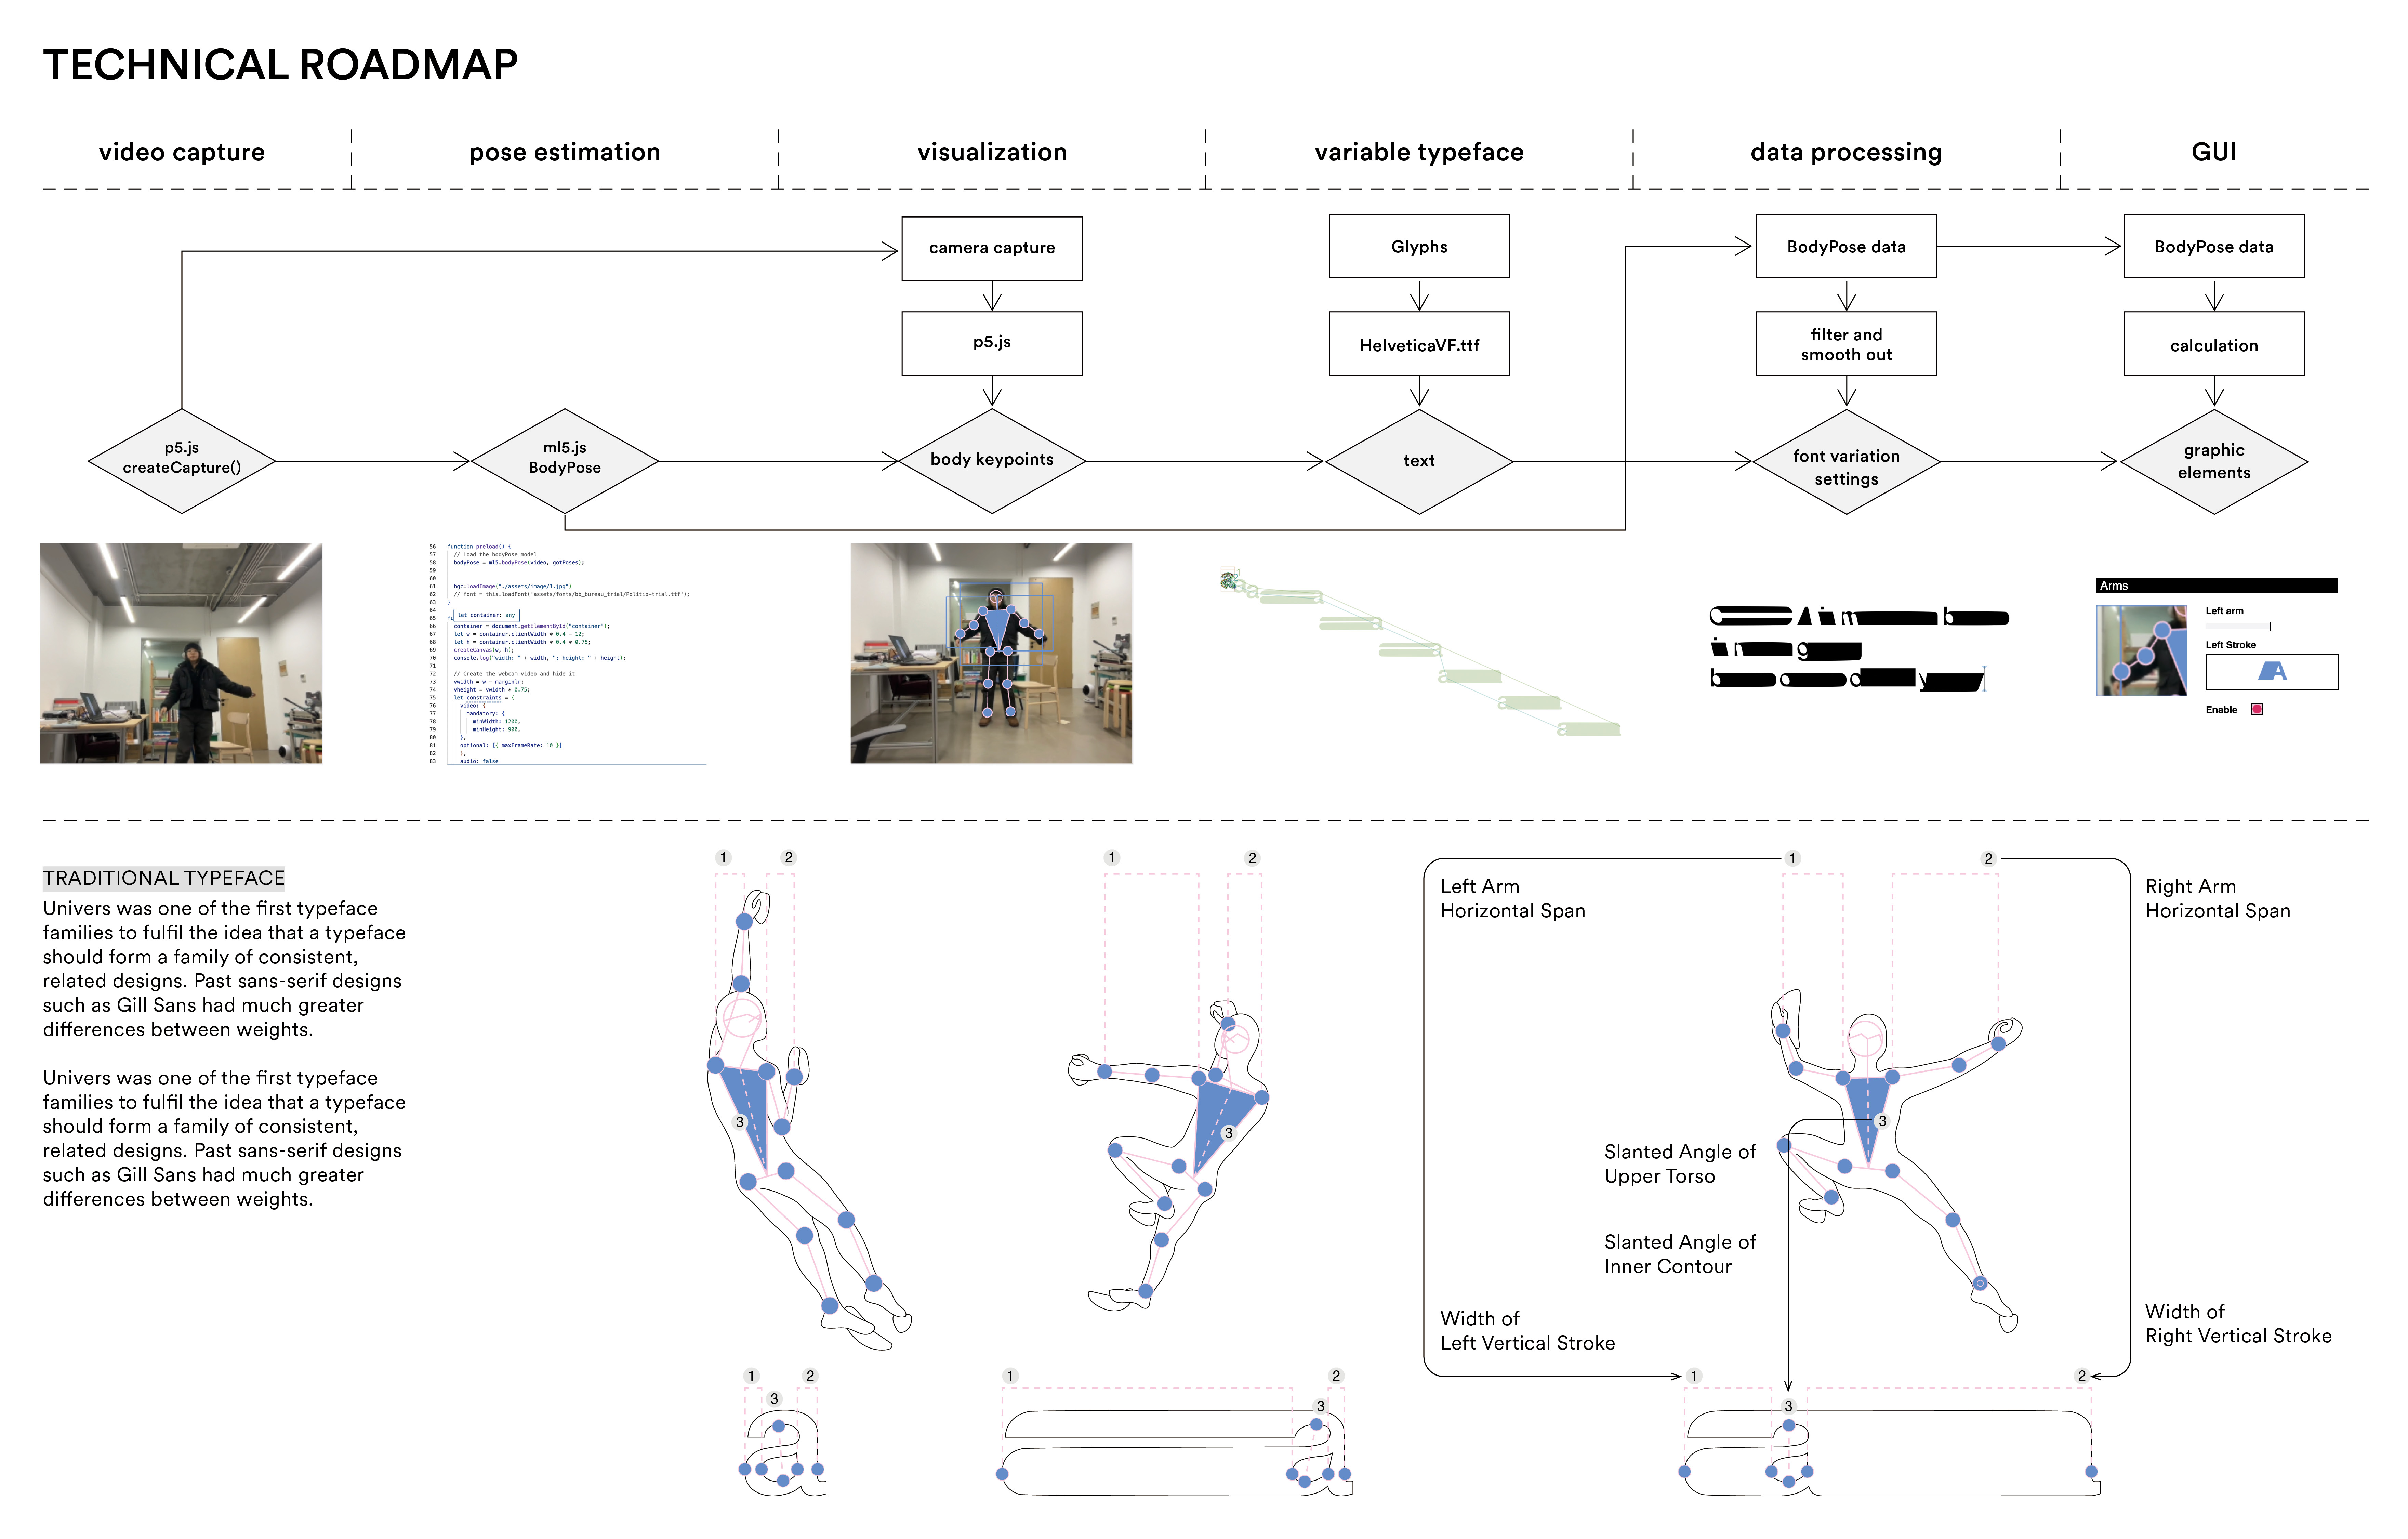 TECHNICAL ROADMAP
video capture
pose estimation
visualization
variable typeface
data processing
GUI
camera capture
Glyphs
BodyPose data
BodyPose data
p5.js
HelveticaVF.ttf
filter and
smooth out
calculation
p5.js
createCapture()
ml5.js
BodyPose
body keypoints
text
font variation
settings
graphic
elements
56 function preload() {
57 // Load the bodyPose model
58 bodyPose = ml5.bodyPose(video, gotPoses);
59
60
61 bgc=loadImage("./assets/image/1.jpg")
62 // font = this.loadFont('assets/fonts/bb_bureau_trial/Politip-trial.ttf');
63 }
64 let container: any
65 fu
66 container = document.getElementById("container");
67 let w = container.clientWidth * 0.4 - 12;
68 let h = container.clientWidth * 0.4 * 0.75;
69 createCanvas(w, h);
70 console.log("width: " + width, "; height: " + height);
71
72 // Create the webcam video and hide it
73 vwidth = w - marginlr;
74 vheight = vwidth * 0.75;
75 let constraints = {
76 video: {
77 mandatory: {
78 minWidth: 1200,
79 minHeight: 900,
80 },
81 optional: [{ maxFrameRate: 10 }]
82 },
83 audio: false
a
Arms
Left arm
Left Stroke
A
Enable
TRADITIONAL TYPEFACE
Univers was one of the first typeface
families to fulfil the idea that a typeface
should form a family of consistent,
related designs. Past sans-serif designs
such as Gill Sans had much greater
differences between weights.
Univers was one of the first typeface
families to fulfil the idea that a typeface
should form a family of consistent,
related designs. Past sans-serif designs
such as Gill Sans had much greater
differences between weights.
1 2
3
1 2
3
1 2
3
Left Arm
Horizontal Span
Right Arm
Horizontal Span
Slanted Angle of
Upper Torso
Slanted Angle of
Inner Contour
Width of
Left Vertical Stroke
Width of
Right Vertical Stroke
1 2
3
a
1 2
3
a
1 2
3
a